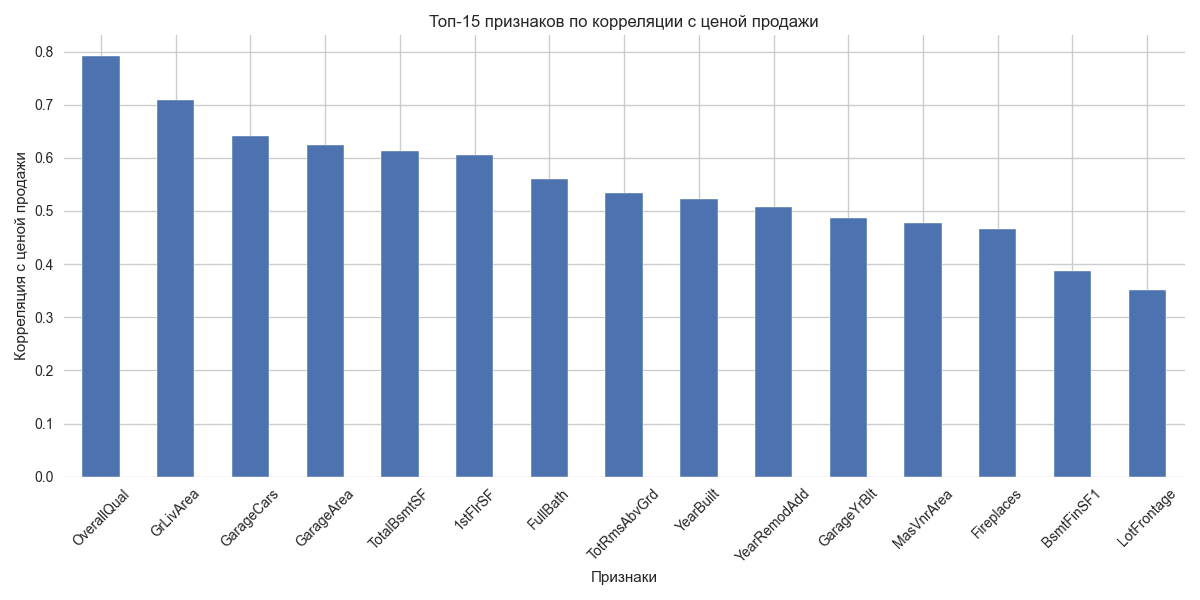 Топ-15 признаков по корреляции с ценой продажи
Корреляция с ценой продажи
0.8
0.7
0.6
0.5
0.4
0.3
0.2
0.1
0.0
OverallQual
GrLivArea
GarageCars
GarageArea
TotalBsmtSF
1stFlrSF
FullBath
TotRmsAbvGrd
YearBuilt
YearRemodAdd
GarageYrBlt
MasVnrArea
Fireplaces
BsmtFinSF1
LotFrontage
Признаки